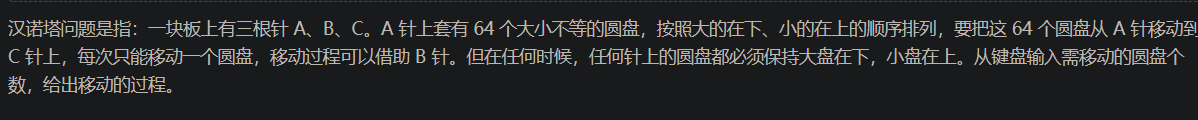 汉诺塔问题是指：一块板上有三根针 A、B、C。A 针上套有 64 个大小不等的圆盘，按照大的在下、小的在上的顺序排列，要把这 64 个圆盘从 A 针移动到
C 针上，每次只能移动一个圆盘，移动过程可以借助 B 针。但在任何时候，任何针上的圆盘都必须保持大盘在下，小盘在上。从键盘输入需移动的圆盘个
数，给出移动的过程。